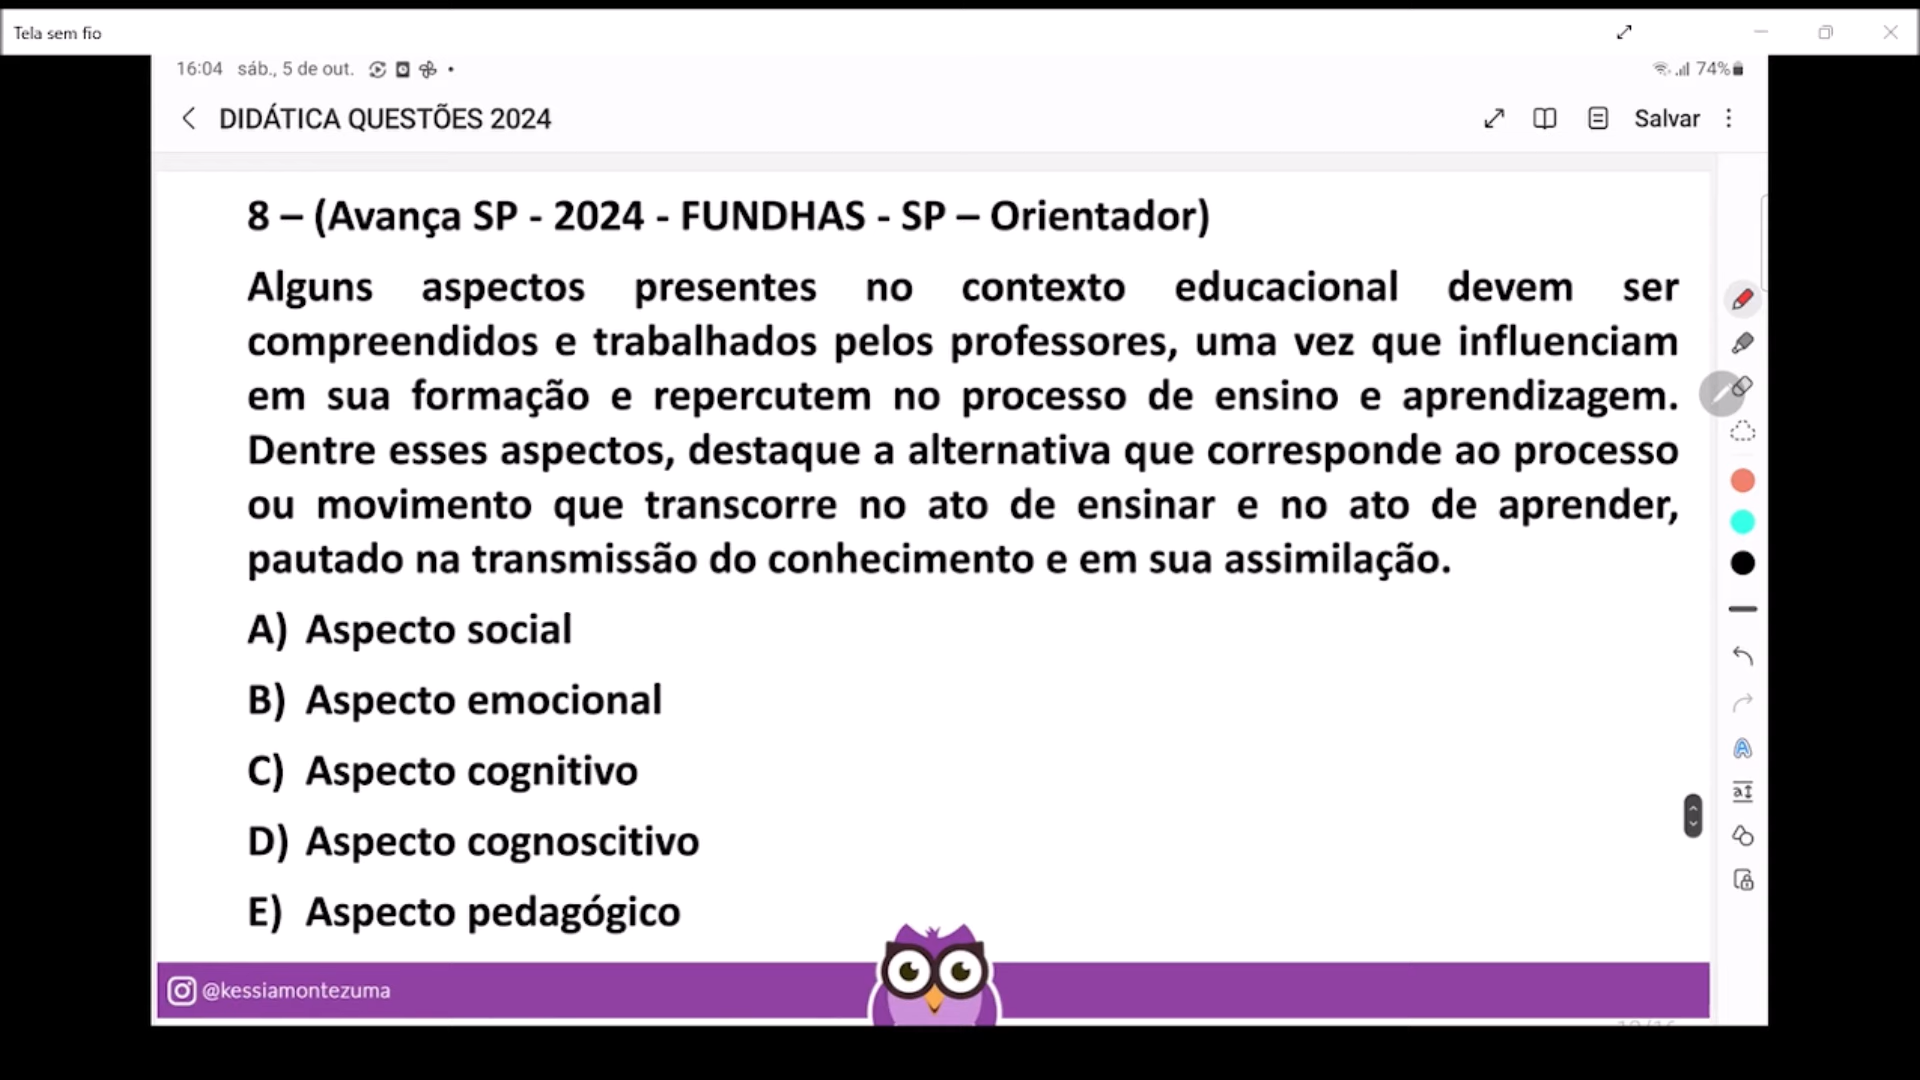 Tela sem fio
16:04 sáb., 5 de out.
74%
DIDÁTICA QUESTÕES 2024
Salvar
8 – (Avança SP - 2024 - FUNDHAS - SP – Orientador)
Alguns aspectos presentes no contexto educacional devem ser
compreendidos e trabalhados pelos professores, uma vez que influenciam
em sua formação e repercutem no processo de ensino e aprendizagem.
Dentre esses aspectos, destaque a alternativa que corresponde ao processo
ou movimento que transcorre no ato de ensinar e no ato de aprender,
pautado na transmissão do conhecimento e em sua assimilação.
A) Aspecto social
B) Aspecto emocional
C) Aspecto cognitivo
D) Aspecto cognoscitivo
E) Aspecto pedagógico
@kessiamontezuma